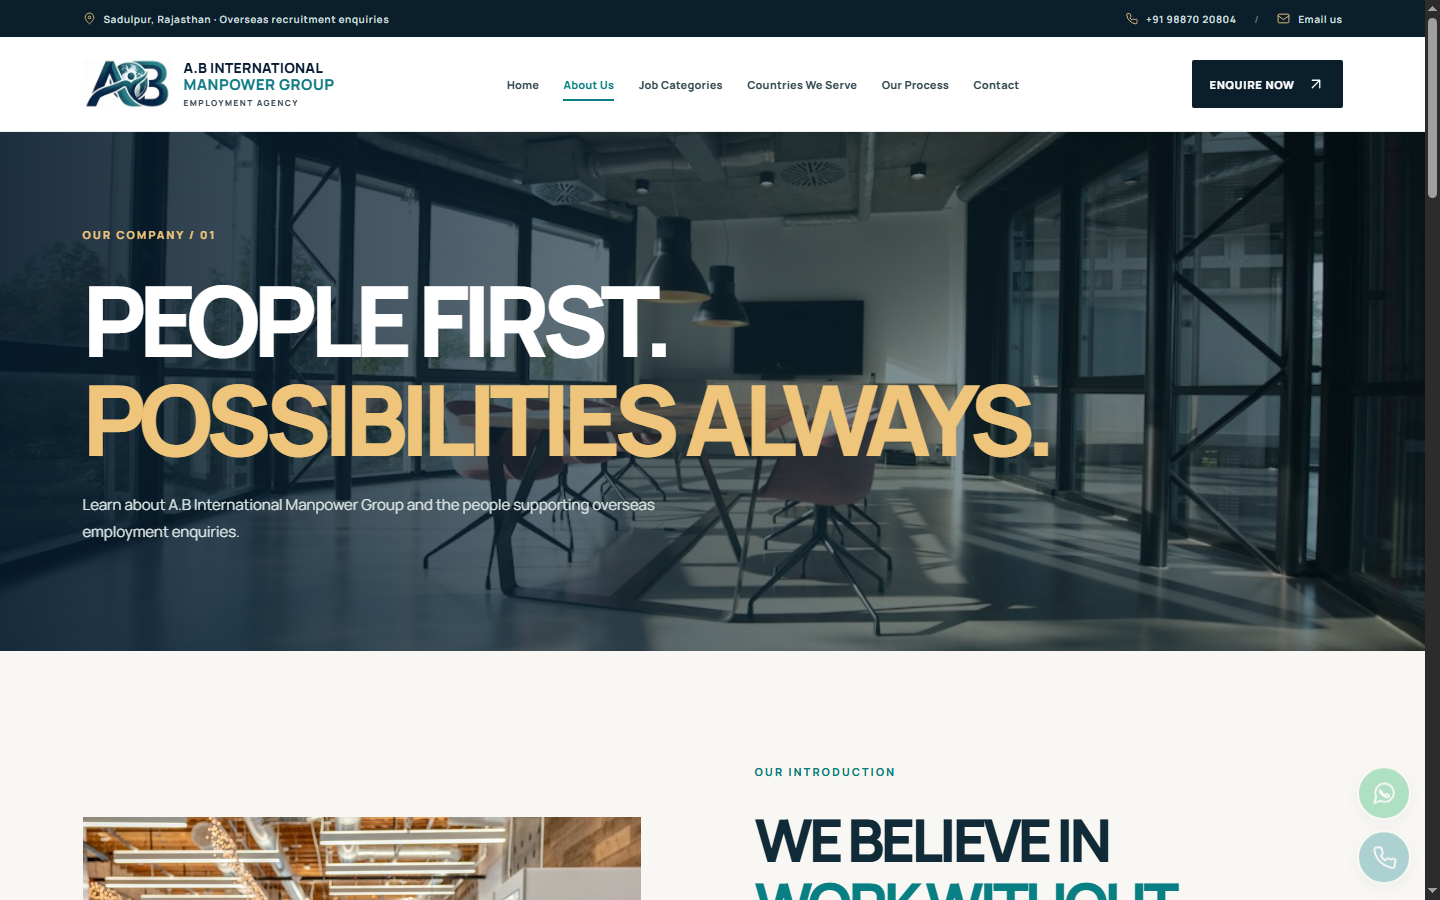 Sadulpur, Rajasthan · Overseas recruitment enquiries
+91 98870 20804 / Email us
A.B INTERNATIONAL
MANPOWER GROUP
EMPLOYMENT AGENCY
Home About Us Job Categories Countries We Serve Our Process Contact
ENQUIRE NOW
OUR COMPANY / 01
PEOPLE FIRST.
POSSIBILITIES ALWAYS.
Learn about A.B International Manpower Group and the people supporting overseas
employment enquiries.
OUR INTRODUCTION
WE BELIEVE IN
WORK WITHOUT